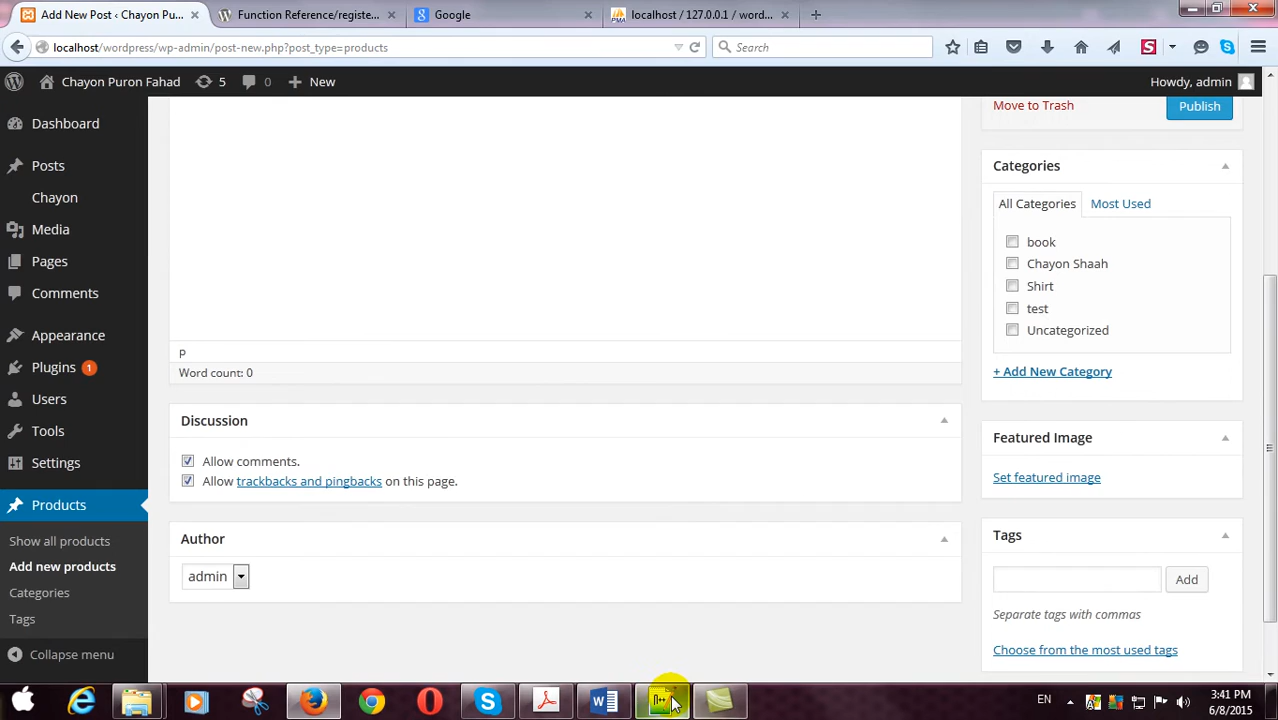 Add New Post ‹ Chayon Pu... ×
Function Reference/registe... ×
Google ×
localhost / 127.0.0.1 / word... ×
localhost/wordpress/wp-admin/post-new.php?post_type=products
Search
Chayon Puron Fahad
5
0
New
Howdy, admin
Dashboard
Posts
Chayon
Media
Pages
Comments
Appearance
Plugins 1
Users
Tools
Settings
Products
Show all products
Add new products
Categories
Tags
Collapse menu
p
Word count: 0
Discussion
Allow comments.
Allow trackbacks and pingbacks on this page.
Author
admin
Move to Trash
Publish
Categories
All Categories
Most Used
book
Chayon Shaah
Shirt
test
Uncategorized
+ Add New Category
Featured Image
Set featured image
Tags
Add
Separate tags with commas
Choose from the most used tags
EN
3:41 PM
6/8/2015